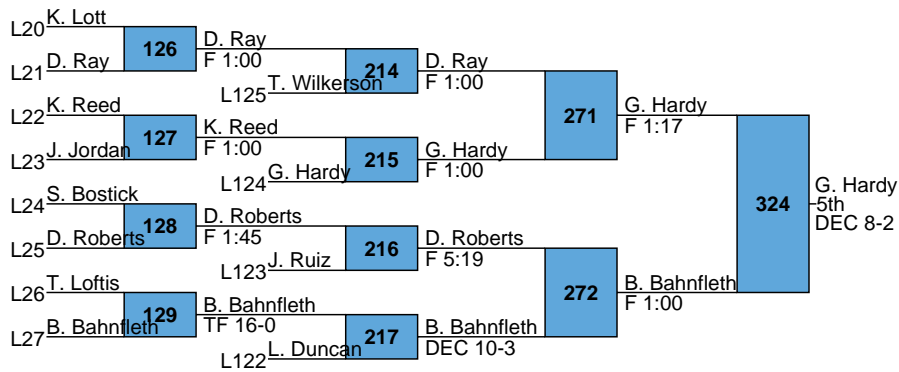 K. Lott
L20
126
D. Ray
F 1:00
D. Ray
L21
214
D. Ray
F 1:00
T. Wilkerson
L125
K. Reed
L22
271
G. Hardy
F 1:17
127
K. Reed
F 1:00
J. Jordan
L23
215
G. Hardy
F 1:00
G. Hardy
L124
S. Bostick
L24
324
G. Hardy
5th
DEC 8-2
128
D. Roberts
F 1:45
D. Roberts
L25
216
D. Roberts
F 5:19
J. Ruiz
L123
T. Loftis
L26
272
B. Bahnfleth
F 1:00
129
B. Bahnfleth
TF 16-0
B. Bahnfleth
L27
217
B. Bahnfleth
DEC 10-3
L. Duncan
L122